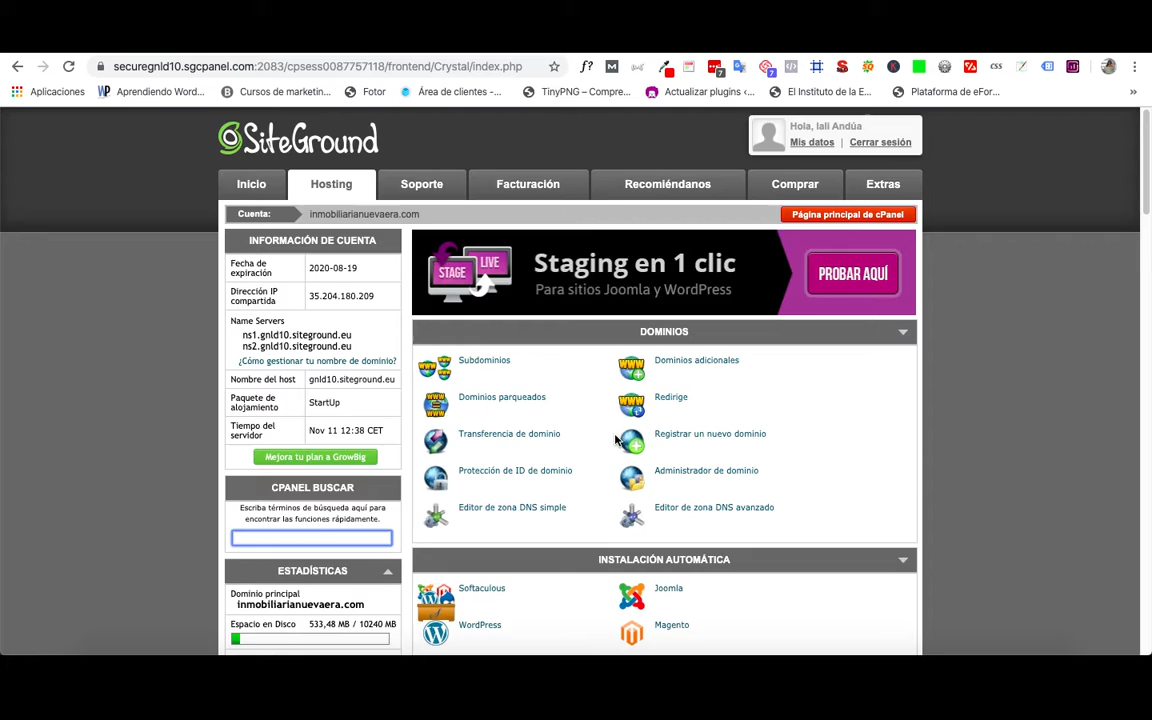 securegnld10.sgcpanel.com:2083/cpsess0087757118/frontend/Crystal/index.php
f?
M
7
7
S
css
Aplicaciones
Aprendiendo Word...
B Cursos de marketin...
Fotor
Área de clientes -...
TinyPNG – Compre...
Actualizar plugins ‹...
El Instituto de la E...
Plataforma de eFor...
»
SiteGround
Hola, Iali Andúa
Mis datos | Cerrar sesión
Inicio
Hosting
Soporte
Facturación
Recomiéndanos
Comprar
Extras
Cuenta:
inmobiliarianuevaera.com
Página principal de cPanel
INFORMACIÓN DE CUENTA
Fecha de expiración 2020-08-19
Dirección IP compartida 35.204.180.209
Name Servers
ns1.gnld10.siteground.eu
ns2.gnld10.siteground.eu
¿Cómo gestionar tu nombre de dominio?
Nombre del host gnld10.siteground.eu
Paquete de alojamiento StartUp
Tiempo del servidor Nov 11 12:38 CET
Mejora tu plan a GrowBig
CPANEL BUSCAR
Escriba términos de búsqueda aquí para
encontrar las funciones rápidamente.
ESTADÍSTICAS
Dominio principal
inmobiliarianuevaera.com
Espacio en Disco 533,48 MB / 10240 MB
STAGE
LIVE
Staging en 1 clic
Para sitios Joomla y WordPress
PROBAR AQUÍ
DOMINIOS
Subdominios
Dominios adicionales
Dominios parqueados
Redirige
Transferencia de dominio
Registrar un nuevo dominio
Protección de ID de dominio
Administrador de dominio
Editor de zona DNS simple
Editor de zona DNS avanzado
INSTALACIÓN AUTOMÁTICA
Softaculous
Joomla
WordPress
Magento